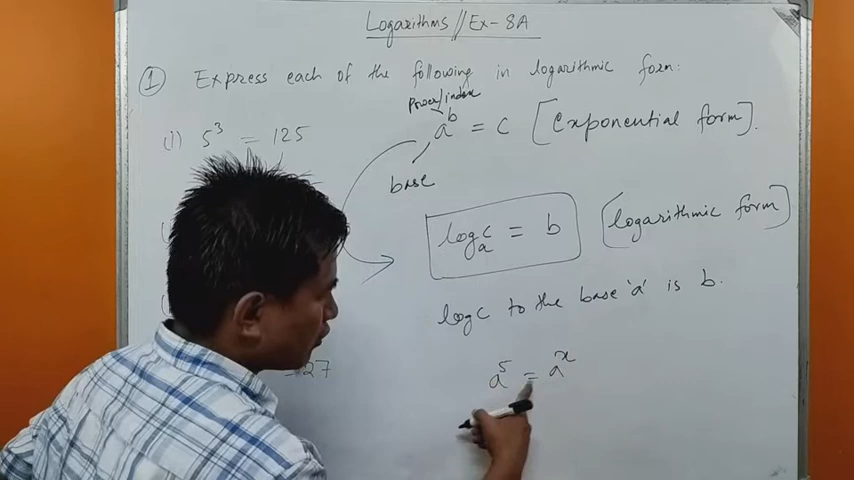 Logarithms // Ex- 8A
① Express each of the following in logarithmic form:
Power/index
(i) 5³ = 125
aᵇ = c [Exponential form].
base
log c = b [logarithmic form]
a
log c to the base 'a' is b.
a⁵ = aˣ
= 27